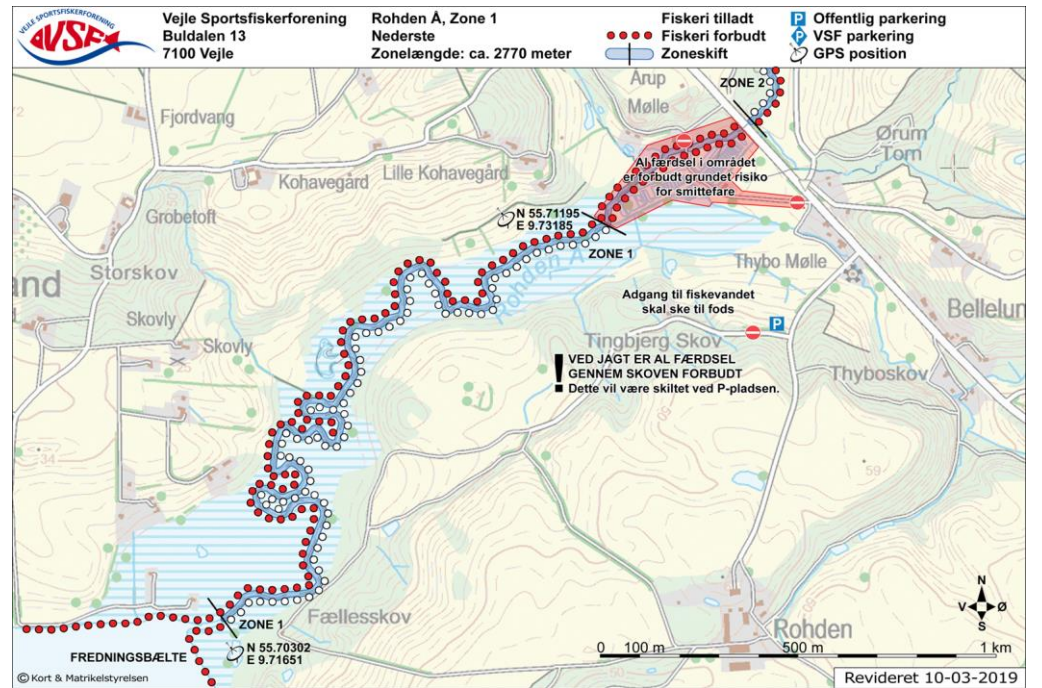 VEJLE SPORTSFISKERFORENING
VSF
Vejle Sportsfiskerforening
Buldalen 13
7100 Vejle
Rohden Å, Zone 1
Nederste
Zonelængde: ca. 2770 meter
Fiskeri tilladt
Fiskeri forbudt
Zoneskift
P Offentlig parkering
P VSF parkering
GPS position
Årup
Mølle
ZONE 2
Fjordvang
Ørum
Torn
Al færdsel i området
er forbudt grundet risiko
for smittefare
Kohavegård
Lille Kohavegård
Grobetoft
N 55.71195
E 9.73185
ZONE 1
Rohden Å
Thybo Mølle
Storskov
and
Adgang til fiskevandet
skal ske til fods
P
Bellelun
Skovly
Tingbjerg Skov
Skovly
! VED JAGT ER AL FÆRDSEL
GENNEM SKOVEN FORBUDT
Dette vil være skiltet ved P-pladsen.
Thyboskov
34
59
Fællesskov
ZONE 1
N 55.70302
E 9.71651
FREDNINGSBÆLTE
Rohden
N
V Ø
S
0 100 m 500 m 1 km
© Kort & Matrikelstyrelsen
Revideret 10-03-2019